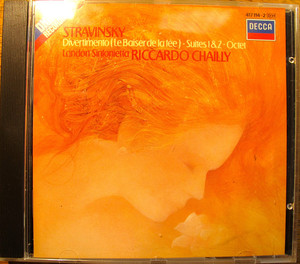 STRAVINSKY
Divertimento (Le Baiser de la fée) · Suites 1 & 2 · Octet
London Sinfonietta RICCARDO CHAILLY
DECCA